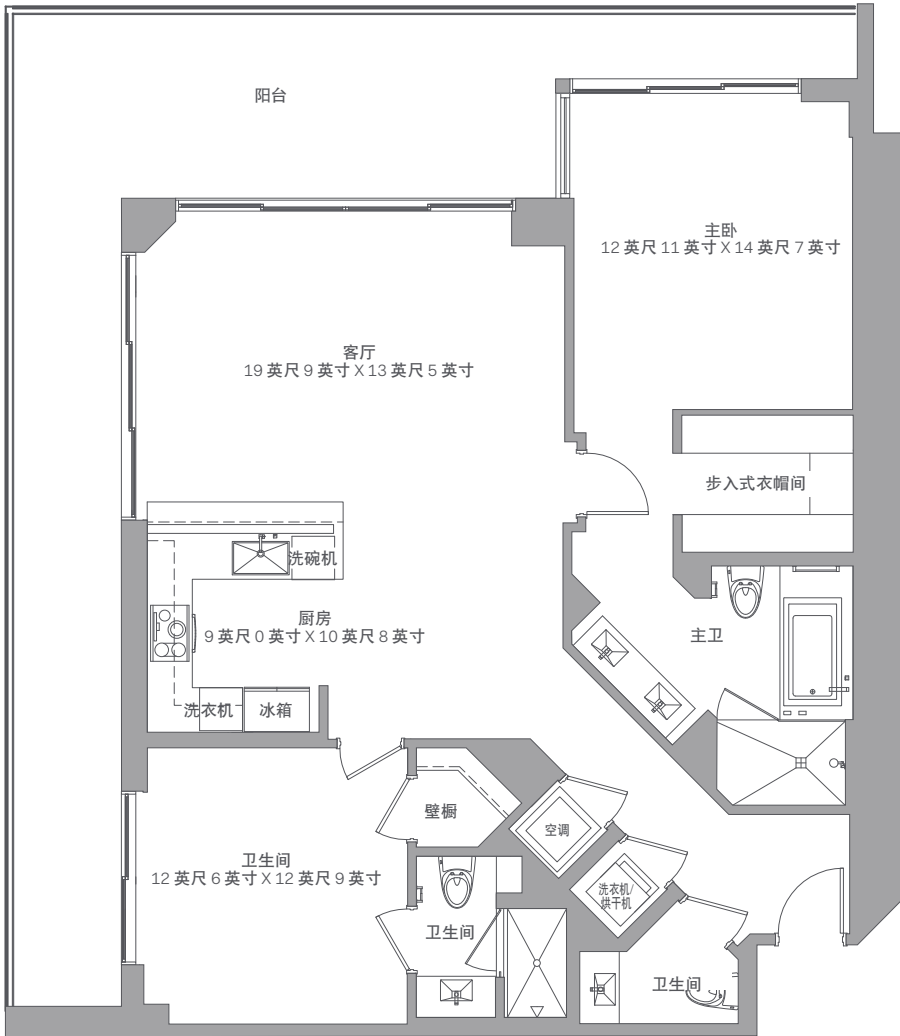 阳台
主卧
12 英尺 11 英寸 X 14 英尺 7 英寸
客厅
19 英尺 9 英寸 X 13 英尺 5 英寸
步入式衣帽间
洗碗机
厨房
9 英尺 0 英寸 X 10 英尺 8 英寸
主卫
洗衣机
冰箱
壁橱
空调
卫生间
12 英尺 6 英寸 X 12 英尺 9 英寸
洗衣机/
烘干机
卫生间
卫生间